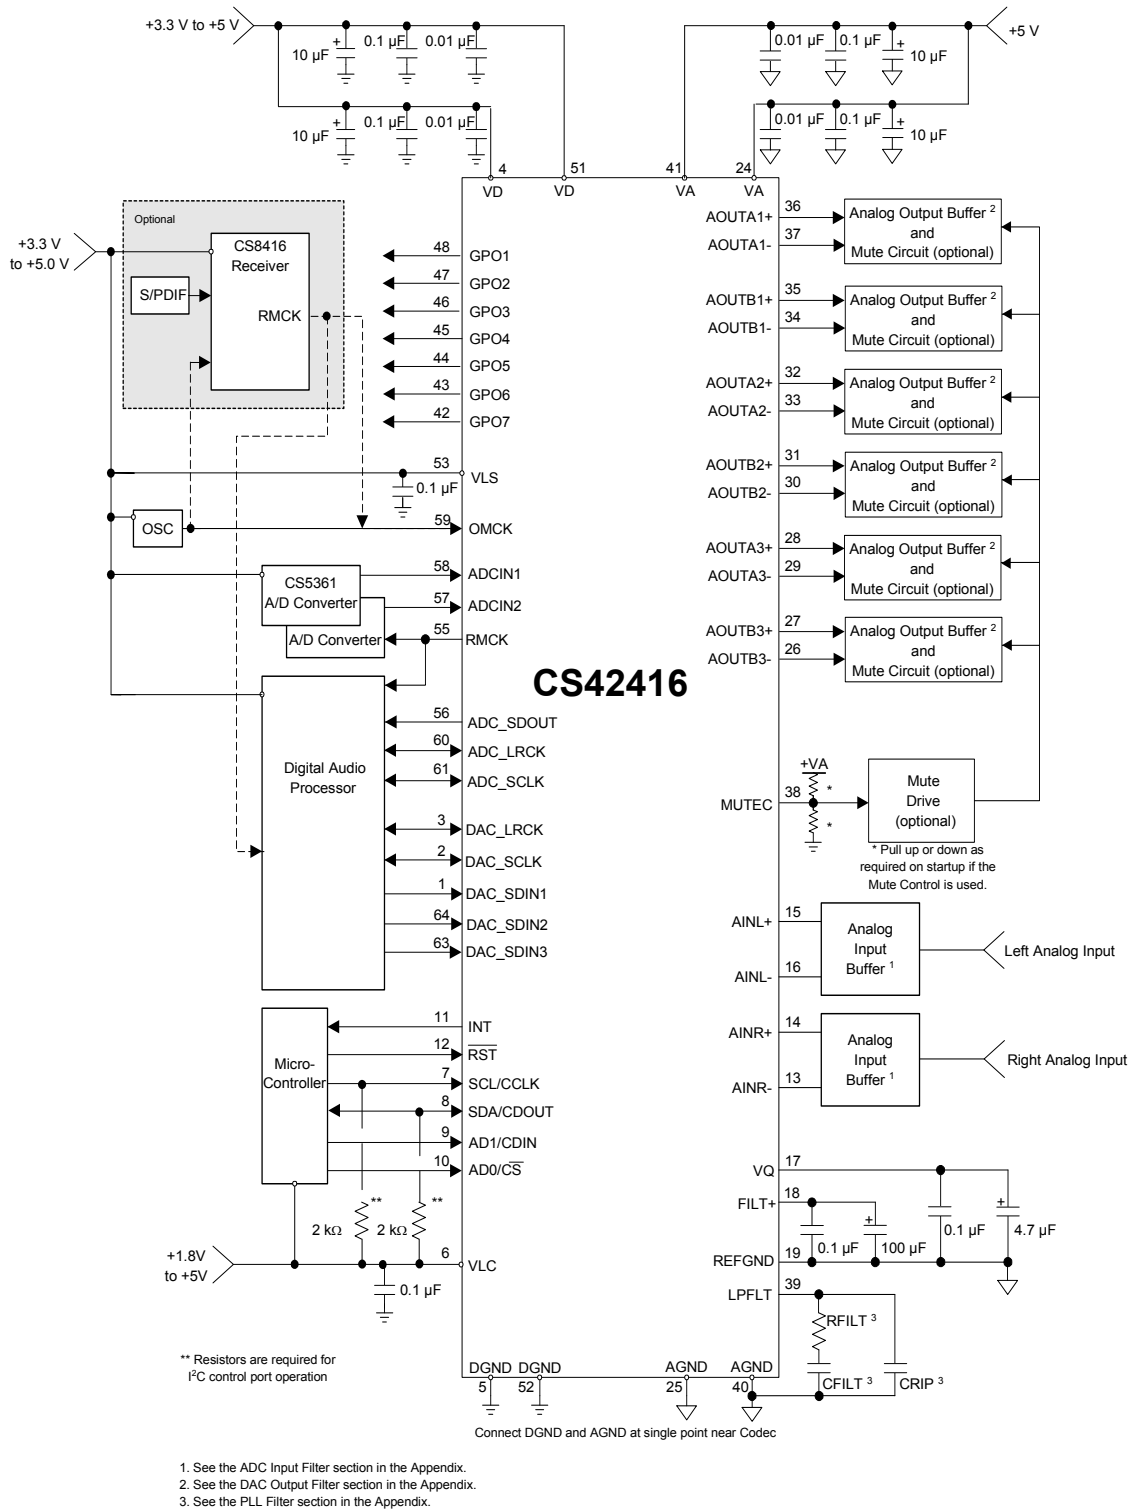 +3.3 V to +5 V
10 µF
+
0.1 µF
0.01 µF
10 µF
+
0.1 µF
0.01 µF
0.01 µF
0.1 µF
+
10 µF
+5 V
0.01 µF
0.1 µF
+
10 µF
4
51
41
24
VD
VD
VA
VA
+3.3 V
to +5.0 V
Optional
CS8416
Receiver
S/PDIF
RMCK
48
GPO1
47
GPO2
46
GPO3
45
GPO4
44
GPO5
43
GPO6
42
GPO7
53
VLS
0.1 µF
OSC
59
OMCK
CS5361
A/D Converter
A/D Converter
58
ADCIN1
57
ADCIN2
55
RMCK
CS42416
Digital Audio
Processor
56
ADC_SDOUT
60
ADC_LRCK
61
ADC_SCLK
3
DAC_LRCK
2
DAC_SCLK
1
DAC_SDIN1
64
DAC_SDIN2
63
DAC_SDIN3
Micro-
Controller
11
INT
12
RST
7
SCL/CCLK
8
SDA/CDOUT
9
AD1/CDIN
10
AD0/CS
2 kΩ
**
2 kΩ
**
+1.8V
to +5V
6
VLC
0.1 µF
** Resistors are required for
I²C control port operation
AOUTA1+
36
AOUTA1-
37
Analog Output Buffer ²
and
Mute Circuit (optional)
AOUTB1+
35
AOUTB1-
34
Analog Output Buffer ²
and
Mute Circuit (optional)
AOUTA2+
32
AOUTA2-
33
Analog Output Buffer ²
and
Mute Circuit (optional)
AOUTB2+
31
AOUTB2-
30
Analog Output Buffer ²
and
Mute Circuit (optional)
AOUTA3+
28
AOUTA3-
29
Analog Output Buffer ²
and
Mute Circuit (optional)
AOUTB3+
27
AOUTB3-
26
Analog Output Buffer ²
and
Mute Circuit (optional)
+VA
*
*
MUTEC
38
Mute
Drive
(optional)
* Pull up or down as
required on startup if the
Mute Control is used.
AINL+
15
AINL-
16
Analog
Input
Buffer ¹
Left Analog Input
AINR+
14
AINR-
13
Analog
Input
Buffer ¹
Right Analog Input
VQ
17
FILT+
18
0.1 µF
+
100 µF
0.1 µF
+
4.7 µF
REFGND
19
LPFLT
39
RFILT ³
CFILT ³
CRIP ³
DGND
DGND
AGND
AGND
5
52
25
40
Connect DGND and AGND at single point near Codec
1. See the ADC Input Filter section in the Appendix.
2. See the DAC Output Filter section in the Appendix.
3. See the PLL Filter section in the Appendix.